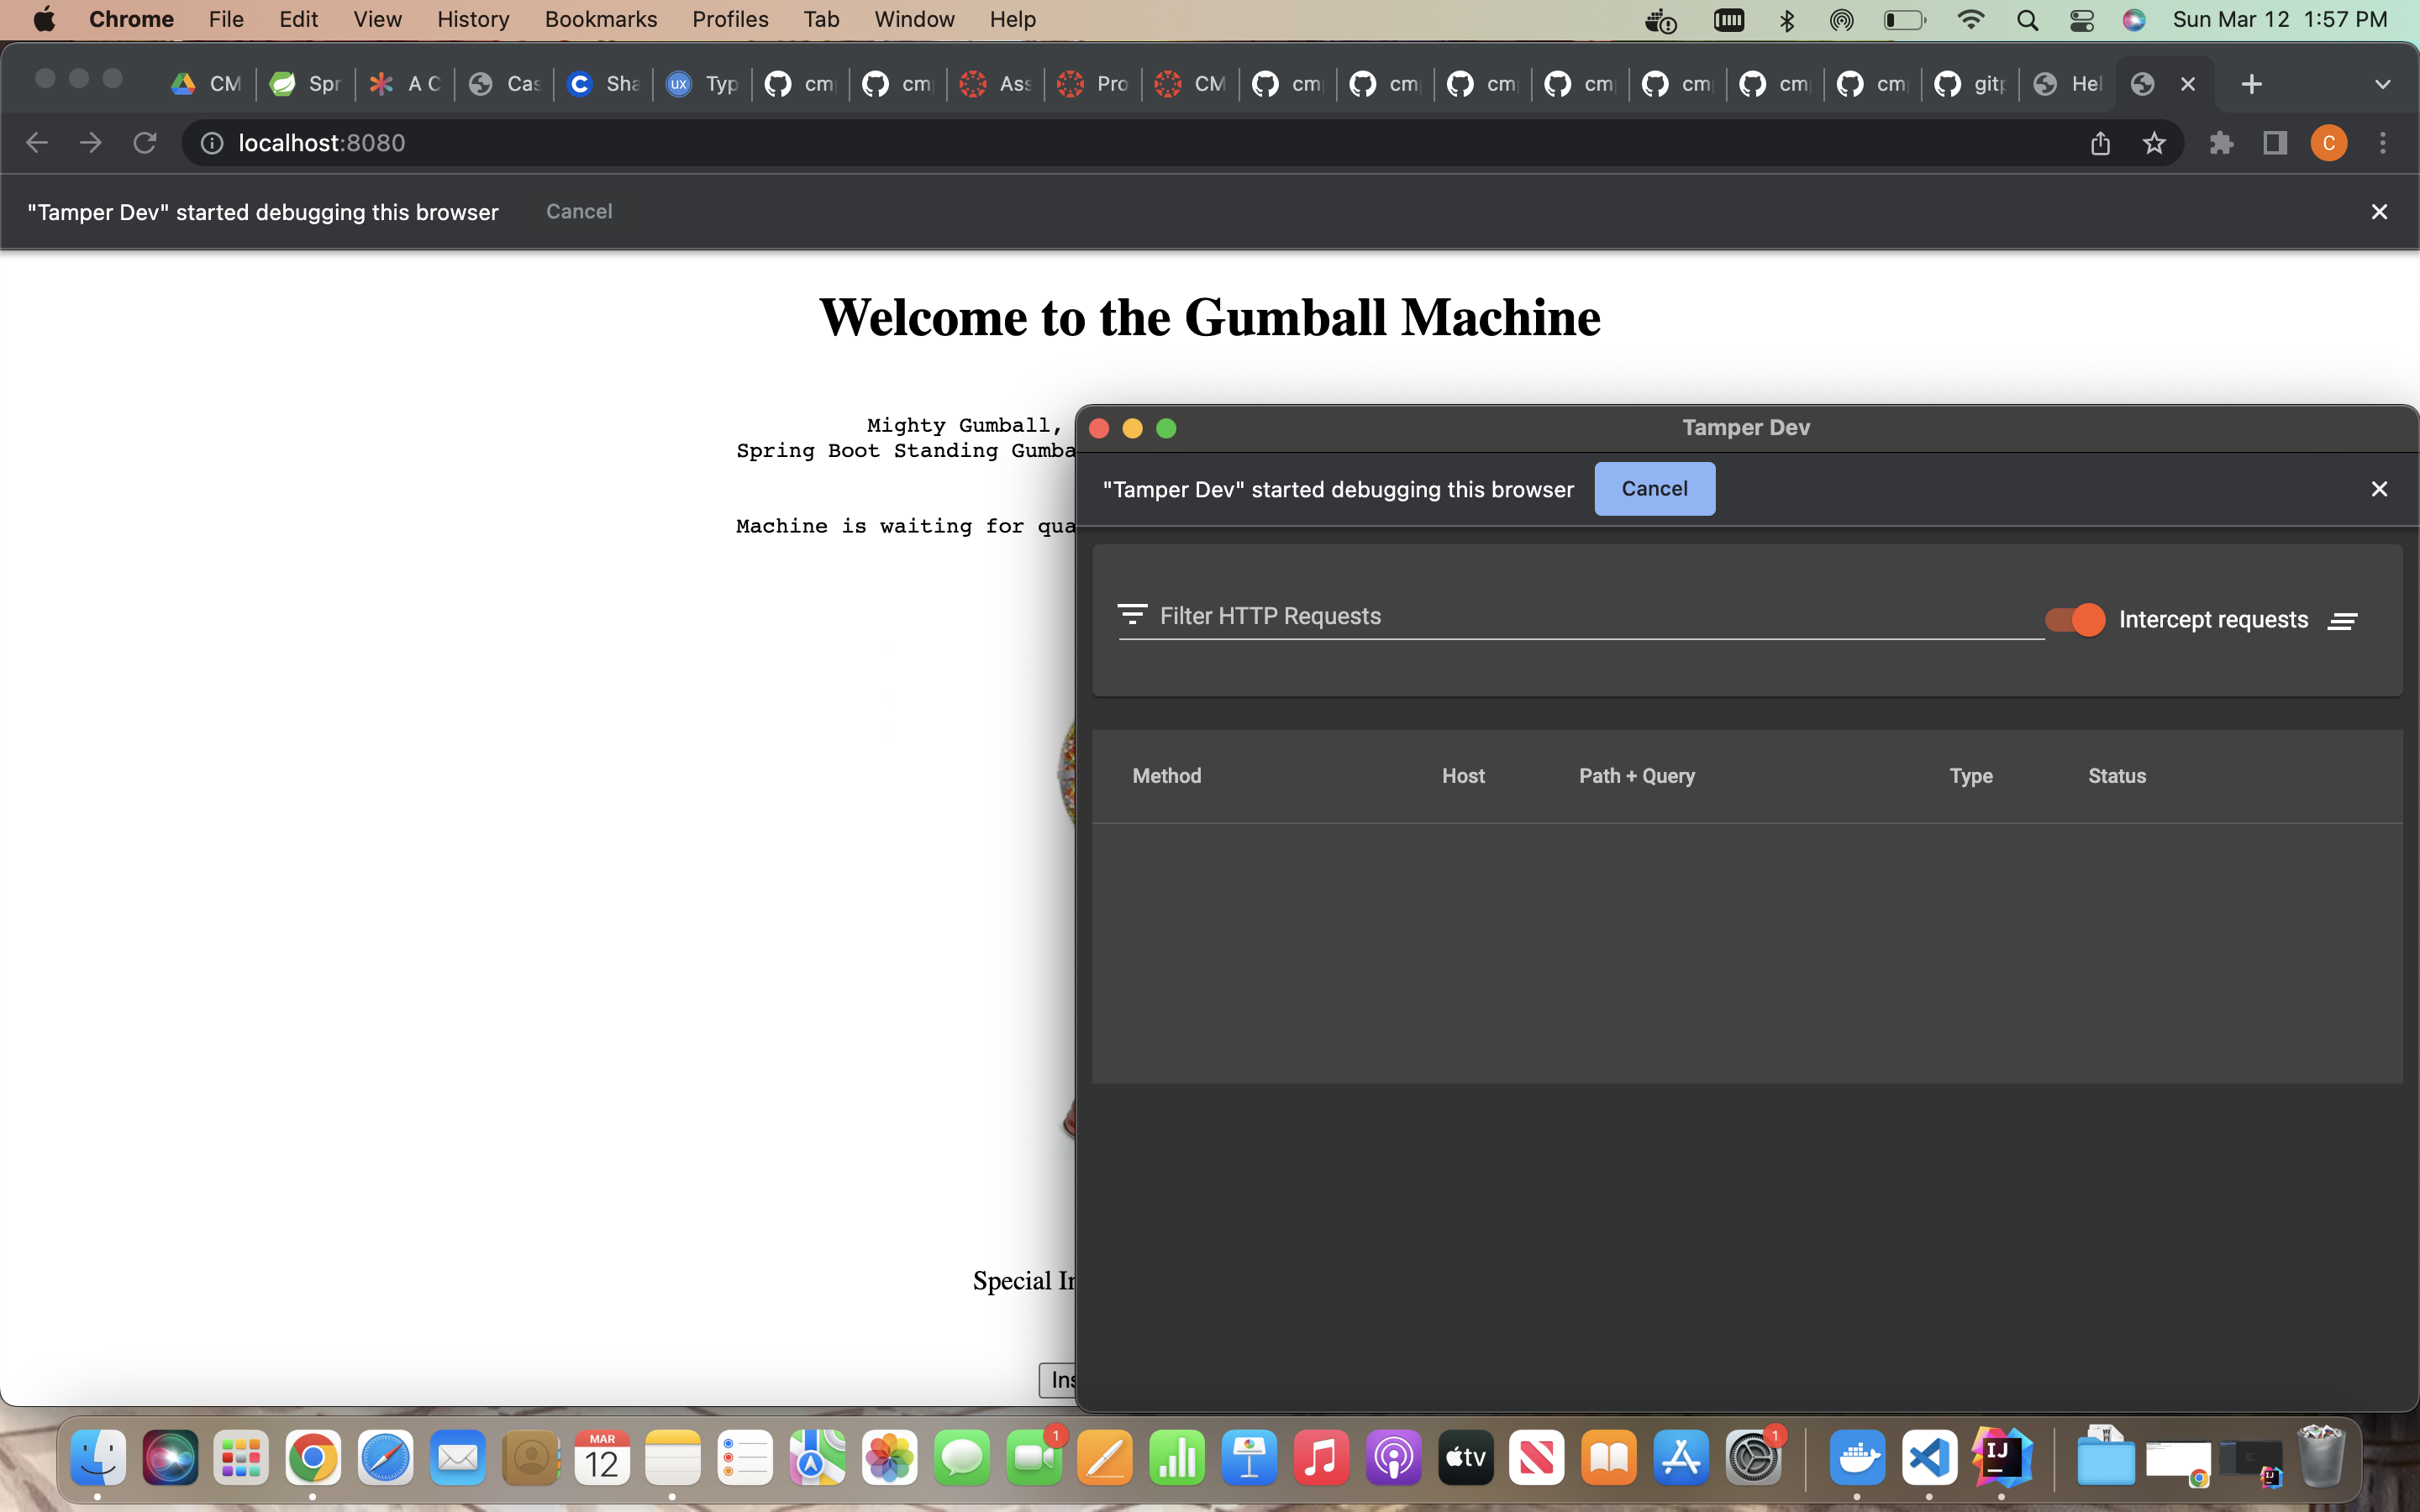 Chrome File Edit View History Bookmarks Profiles Tab Window Help Sun Mar 12 1:57 PM
CM Spr A C Cas Sha Typ cm cm Ass Pro CM cm cm cm cm cm cm cm gitp Hel
localhost:8080 C
"Tamper Dev" started debugging this browser Cancel
Welcome to the Gumball Machine
Mighty Gumball,
Spring Boot Standing Gumba
Machine is waiting for qua
Special In
Ins
Tamper Dev
"Tamper Dev" started debugging this browser Cancel
Filter HTTP Requests Intercept requests
Method Host Path + Query Type Status
MAR
12
1
tv
1
IJ